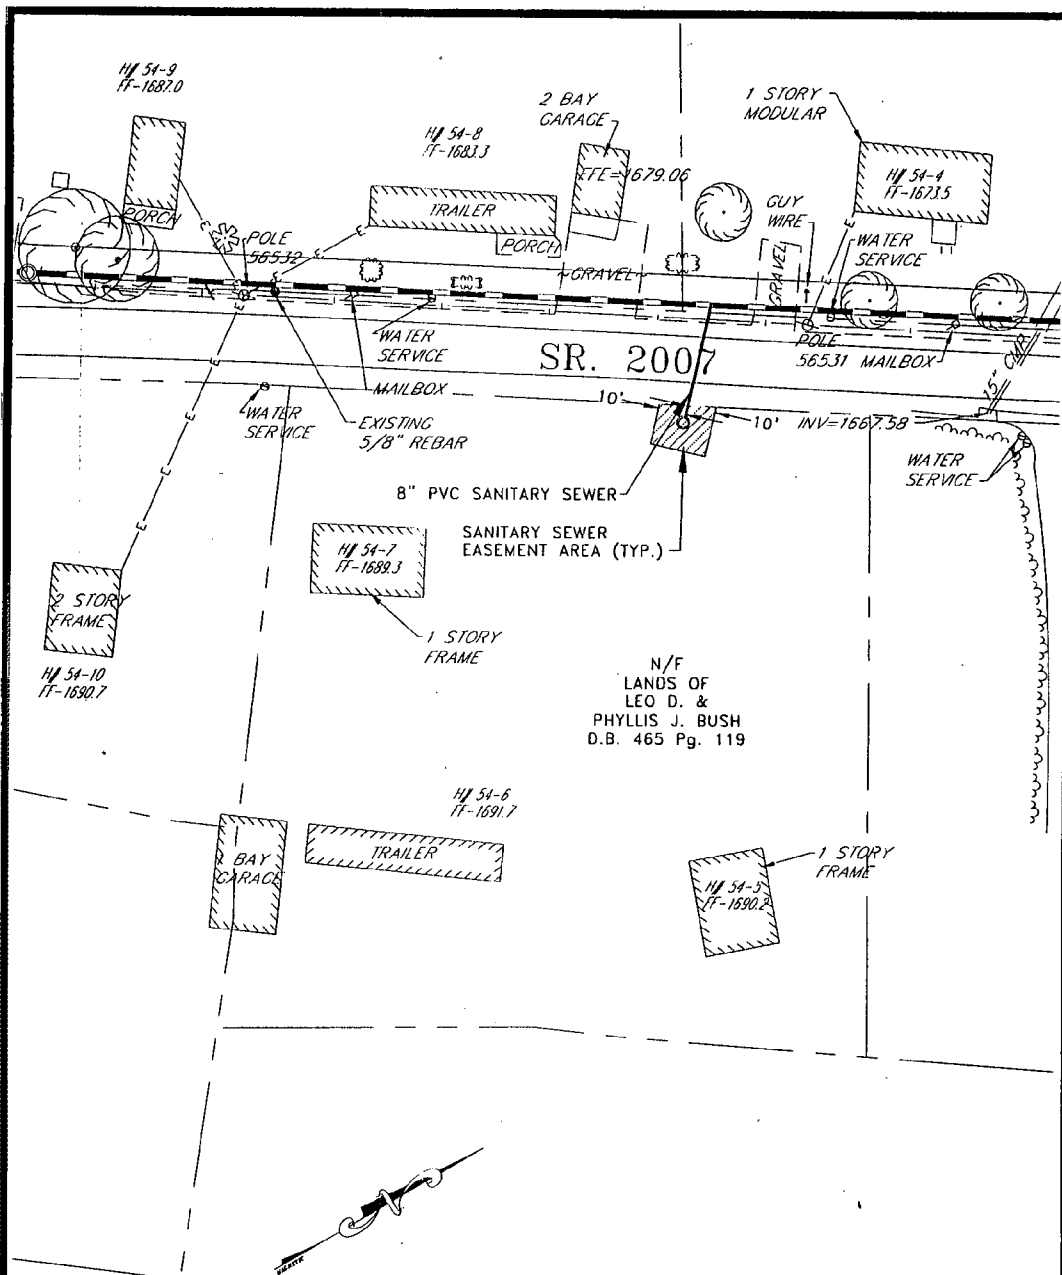 H# 54-9
FF-1687.0
2 BAY
GARAGE
1 STORY
MODULAR
H# 54-8
FF-1683.3
FFE=1679.06
H# 54-4
FF-1673.5
GUY
WIRE
TRAILER
PORCH
PORCH
POLE
56532
GRAVEL
GRAVEL
WATER
SERVICE
E
E
E
E
E
E
E
E
E
WATER
SERVICE
SR. 2007
POLE
56531
MAILBOX
15" CMP
MAILBOX
10'
10'
INV=1667.58
WATER
SERVICE
EXISTING
5/8" REBAR
WATER
SERVICE
8" PVC SANITARY SEWER
SANITARY SEWER
EASEMENT AREA (TYP.)
H# 54-7
FF-1689.3
2 STORY
FRAME
1 STORY
FRAME
H# 54-10
FF-1690.7
N/F
LANDS OF
LEO D. &
PHYLLIS J. BUSH
D.B. 465 Pg. 119
H# 54-6
FF-1691.7
BAY
GARAGE
TRAILER
1 STORY
FRAME
H# 54-5
FF-1690.2
N